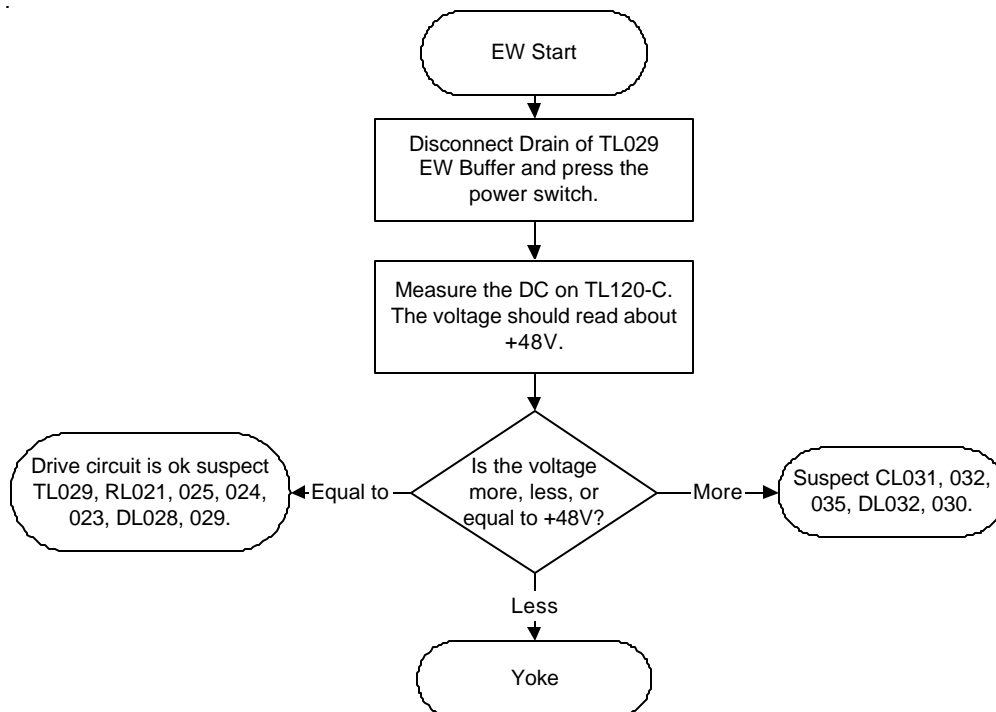 .
EW Start
Disconnect Drain of TL029
EW Buffer and press the
power switch.
Measure the DC on TL120-C.
The voltage should read about
+48V.
Is the voltage
more, less, or
equal to +48V?
Equal to
Drive circuit is ok suspect
TL029, RL021, 025, 024,
023, DL028, 029.
More
Suspect CL031, 032,
035, DL032, 030.
Less
Yoke